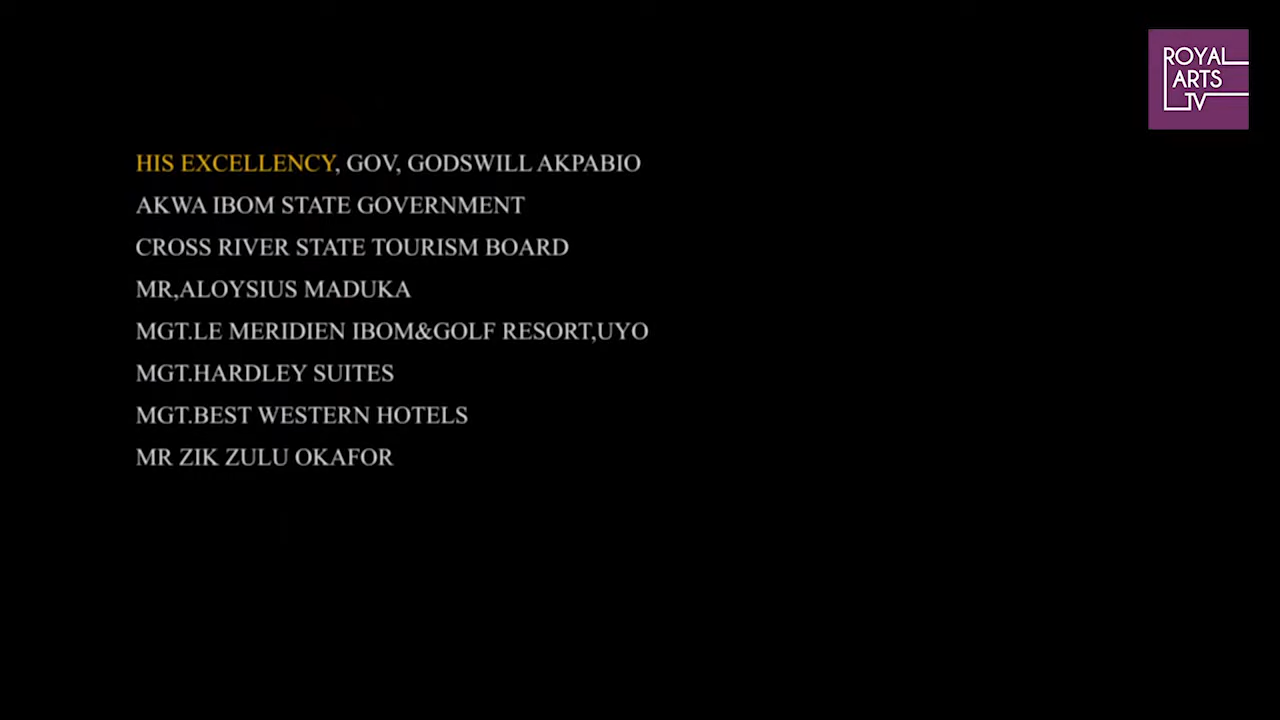 ROYAL
ARTS
TV
HIS EXCELLENCY, GOV, GODSWILL AKPABIO
AKWA IBOM STATE GOVERNMENT
CROSS RIVER STATE TOURISM BOARD
MR,ALOYSIUS MADUKA
MGT.LE MERIDIEN IBOM&GOLF RESORT,UYO
MGT.HARDLEY SUITES
MGT.BEST WESTERN HOTELS
MR ZIK ZULU OKAFOR